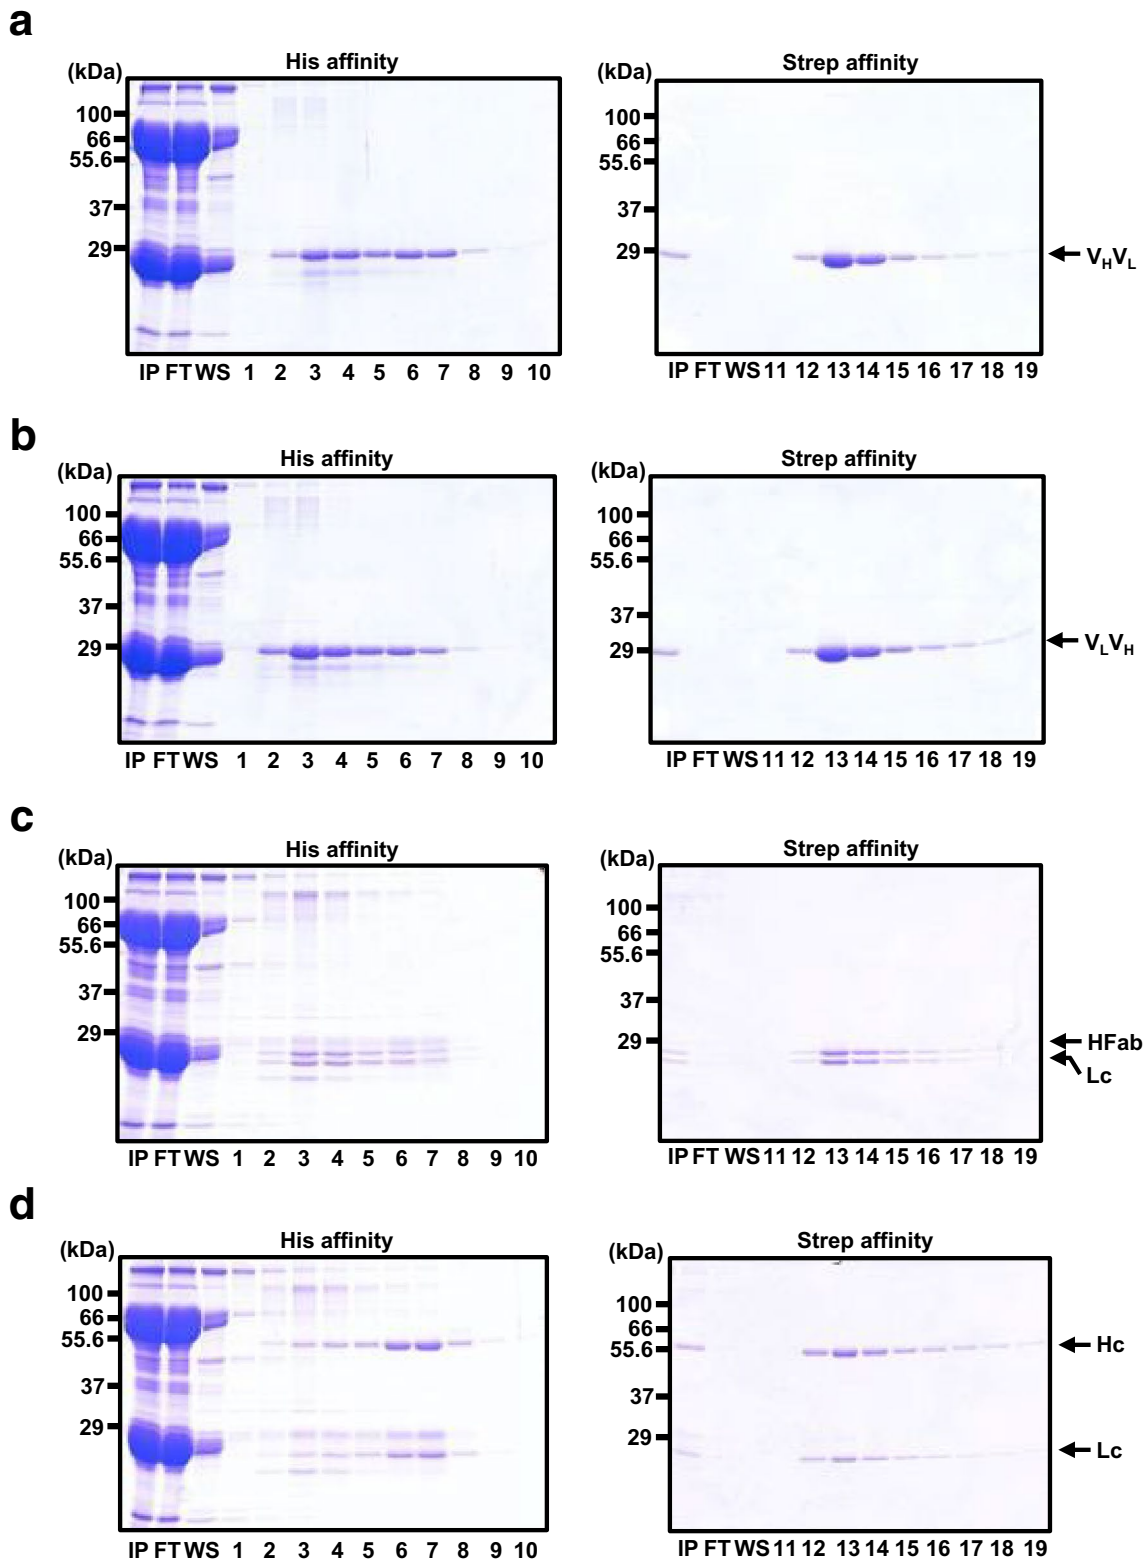 a
His affinity
Strep affinity
(kDa)
(kDa)
100
66
55.6
37
29
100
66
55.6
37
29
VHVL
IP FT WS 1 2 3 4 5 6 7 8 9 10
IP FT WS 11 12 13 14 15 16 17 18 19
b
His affinity
Strep affinity
(kDa)
(kDa)
100
66
55.6
37
29
100
66
55.6
37
29
VLVH
IP FT WS 1 2 3 4 5 6 7 8 9 10
IP FT WS 11 12 13 14 15 16 17 18 19
c
His affinity
Strep affinity
(kDa)
(kDa)
100
66
55.6
37
29
100
66
55.6
37
29
HFab
Lc
IP FT WS 1 2 3 4 5 6 7 8 9 10
IP FT WS 11 12 13 14 15 16 17 18 19
d
His affinity
Strep affinity
(kDa)
(kDa)
100
66
55.6
37
29
100
66
55.6
37
29
Hc
Lc
IP FT WS 1 2 3 4 5 6 7 8 9 10
IP FT WS 11 12 13 14 15 16 17 18 19